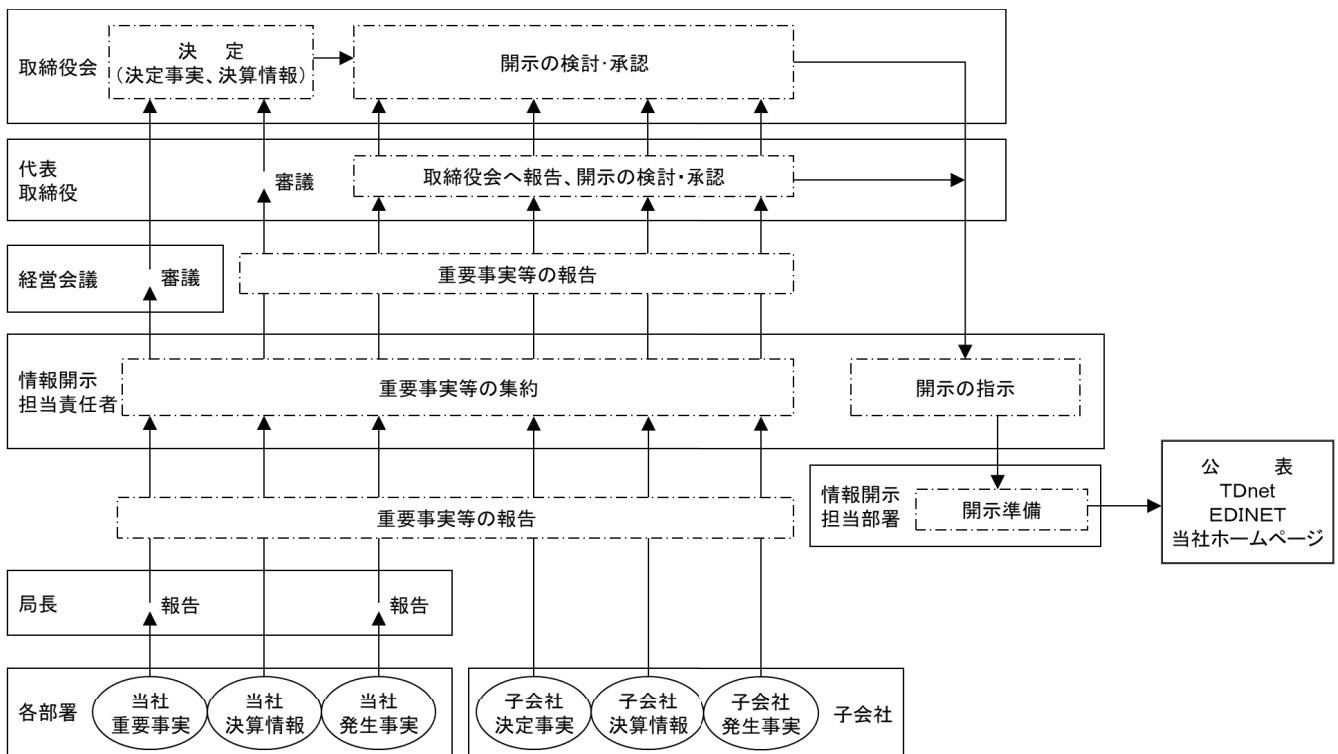 取締役会
決　定
(決定事実、決算情報)
開示の検討・承認
代表
取締役
審議
取締役会へ報告、開示の検討・承認
経営会議
審議
重要事実等の報告
情報開示
担当責任者
重要事実等の集約
開示の指示
重要事実等の報告
情報開示
担当部署
開示準備
公　表
TDnet
EDINET
当社ホームページ
局長
報告
報告
各部署
当社
重要事実
当社
決算情報
当社
発生事実
子会社
決定事実
子会社
決算情報
子会社
発生事実
子会社